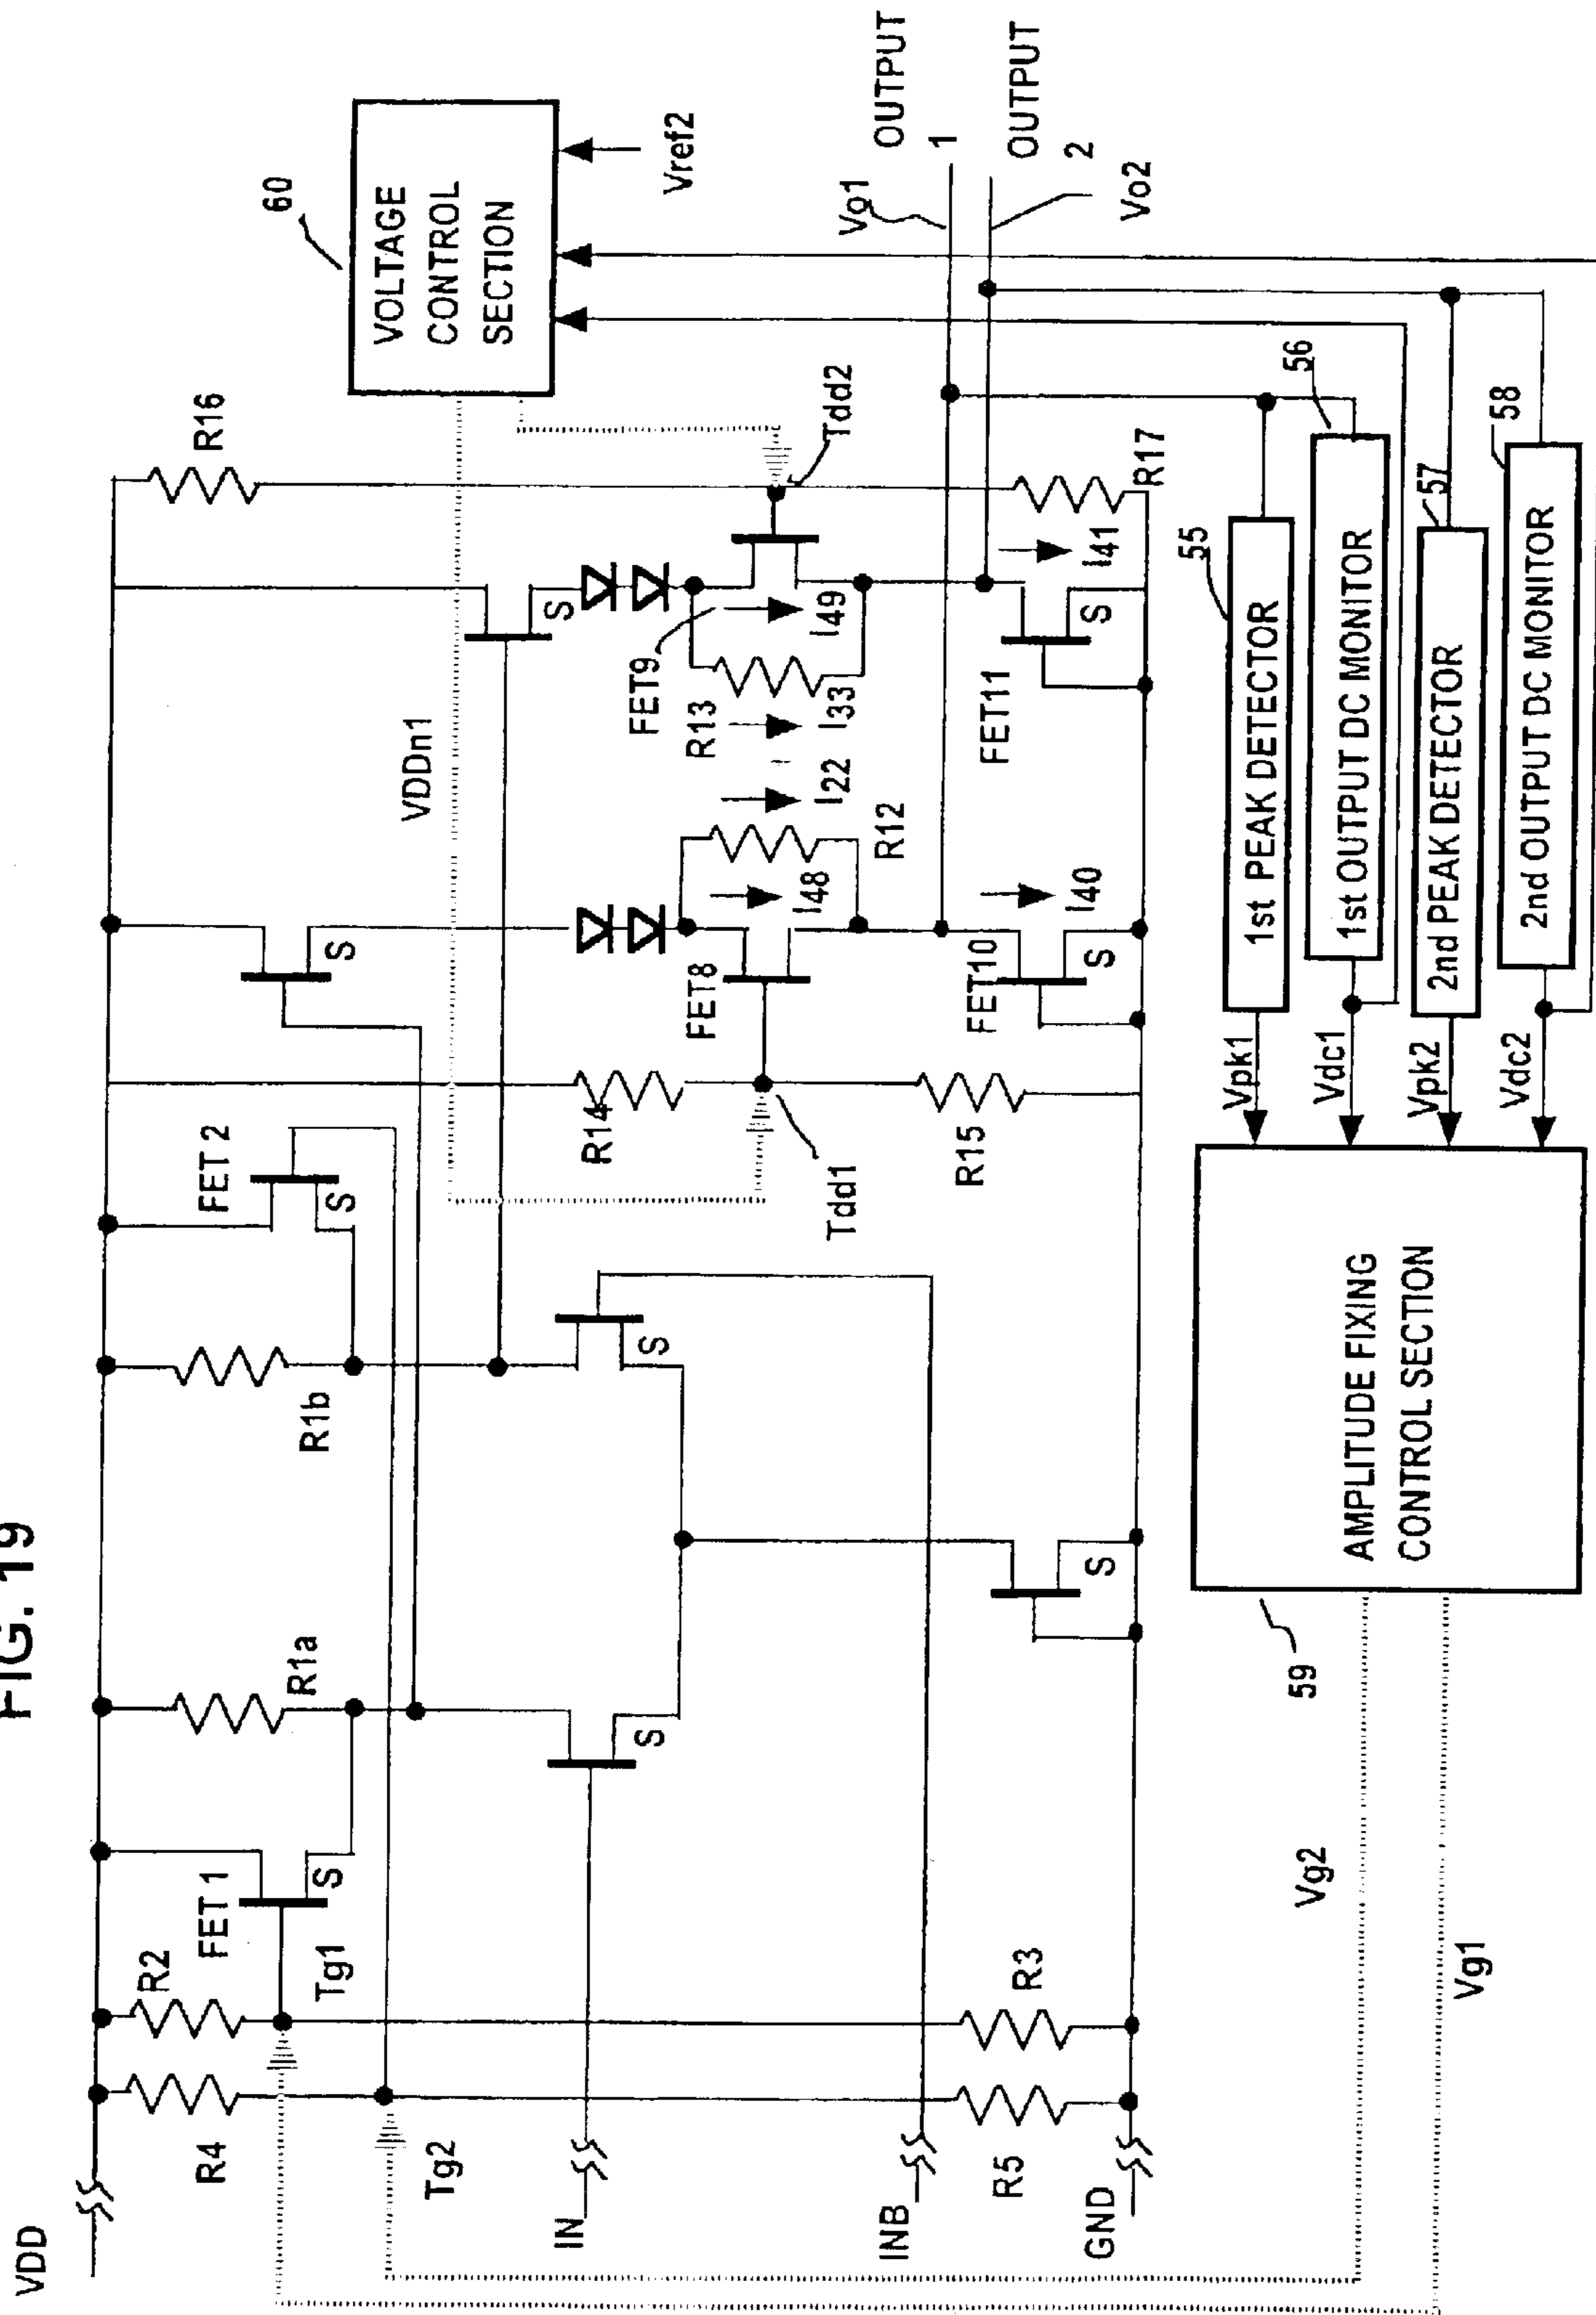 FIG. 19
VDD
R4
R2
Tg1
Tg2
FET 1
S
R1a
R1b
FET 2
S
VDDn1
R16
60
VOLTAGE
CONTROL
SECTION
Vref2
S
S
FET9
R13
I33
I49
Tdd2
I22
R12
I48
FET8
R14
Tdd1
R15
IN
S
S
INB
R5
R3
GND
S
FET10
S
I40
FET11
S
I41
R17
Vo1
OUTPUT
1
OUTPUT
2
Vo2
55
1st PEAK DETECTOR
56
1st OUTPUT DC MONITOR
57
2nd PEAK DETECTOR
58
2nd OUTPUT DC MONITOR
Vpk1
Vdc1
Vpk2
Vdc2
AMPLITUDE FIXING
CONTROL SECTION
59
Vg2
Vg1